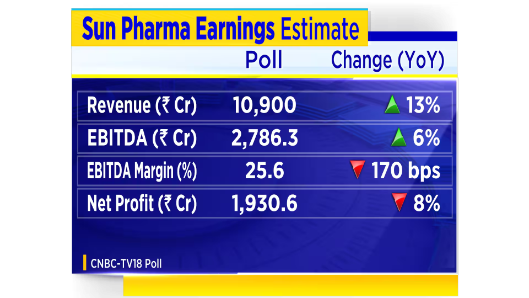 Sun Pharma Earnings Estimate
Poll Change (YoY)
Revenue (₹ Cr) 10,900 13%
EBITDA (₹ Cr) 2,786.3 6%
EBITDA Margin (%) 25.6 170 bps
Net Profit (₹ Cr) 1,930.6 8%
CNBC-TV18 Poll